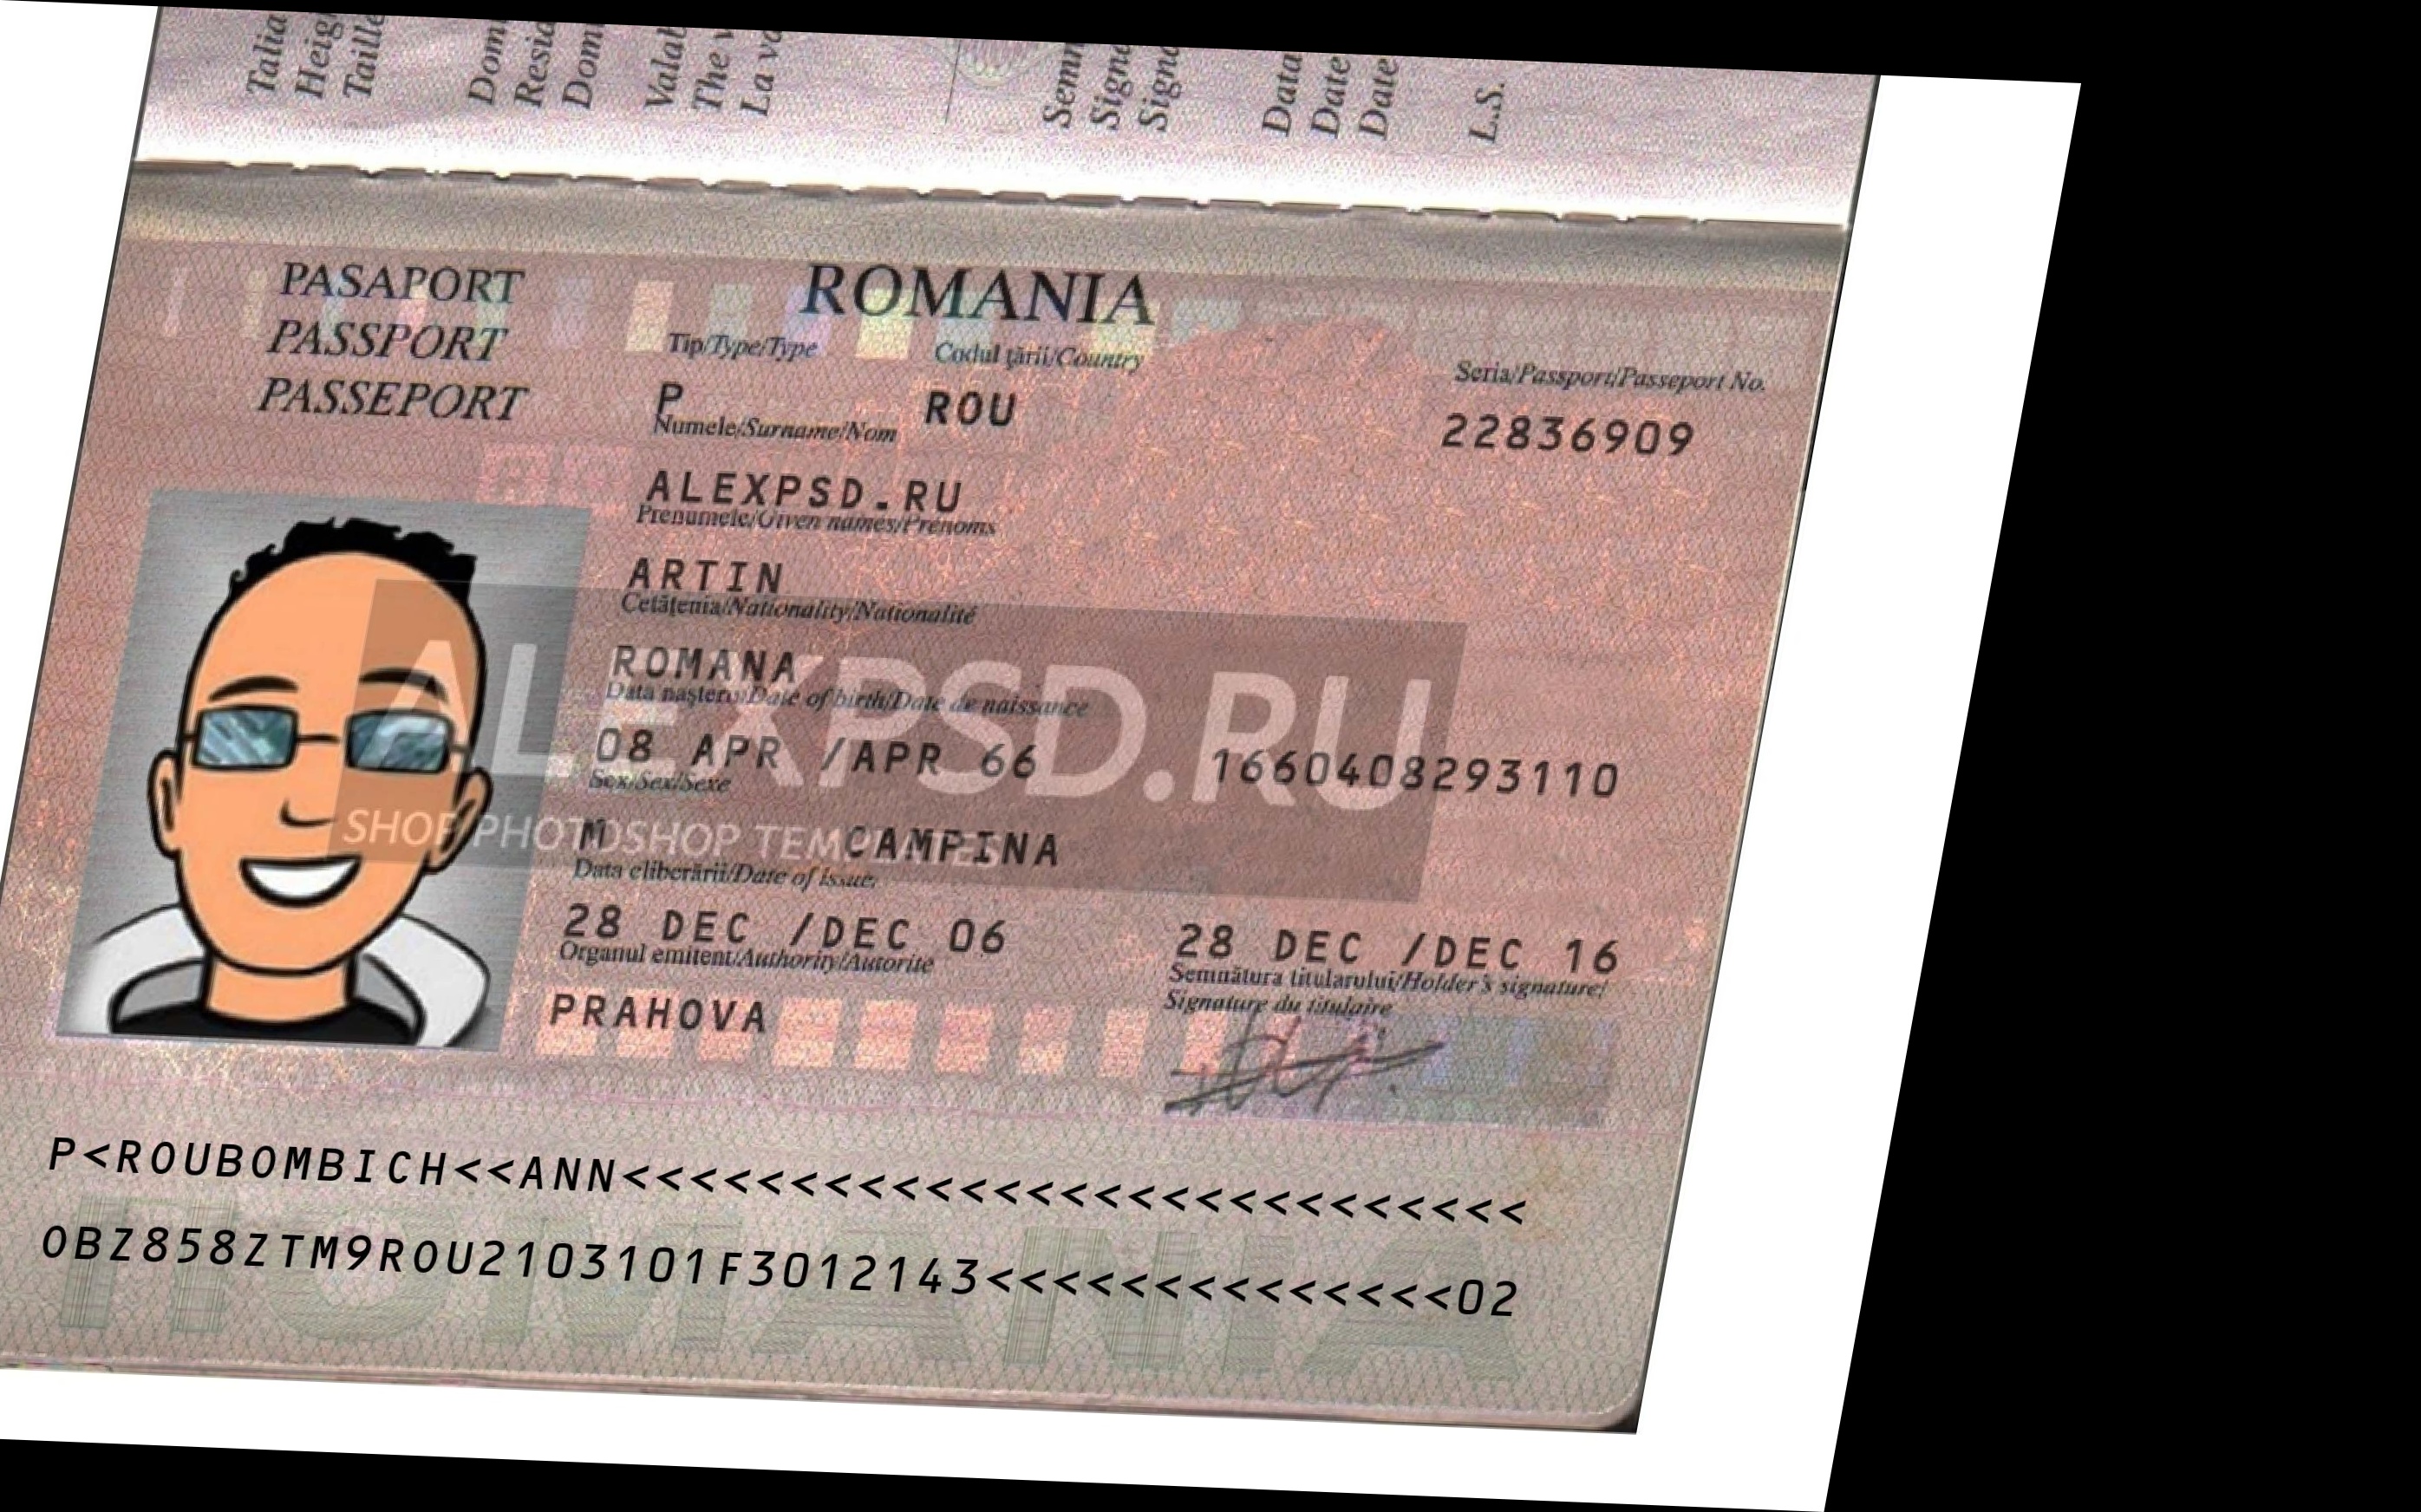 Talia
Heig
Taille
Domi
Resid
Domi
Valab
The v
La va
Semn
Signa
Signa
Data
Date
Date
L.S.
PASAPORT
PASSPORT
PASSEPORT
ROMANIA
Tip/Type/Type Codul ţării/Country Seria/Passport/Passeport No.
P ROU 22836909
Numele/Surname/Nom
ALEXPSD.RU
Prenumele/Given names/Prénoms
ARTIN
Cetăţenia/Nationality/Nationalité
ROMANA
Data naşterii/Date of birth/Date de naissance
08 APR /APR 66 1660408293110
Sex/Sex/Sexe
M CAMPINA
ALEXPSD.RU
SHOP PHOTOSHOP TEMPLATES
Data eliberării/Date of issue/
28 DEC /DEC 06 28 DEC /DEC 16
Organul emitent/Authority/Autorité Semnătura titularului/Holder's signature/
Signature du titulaire
PRAHOVA
P<ROUBOMBICH<<ANN<<<<<<<<<<<<<<<<<<<<<<<<<<<
0BZ858ZTM9ROU2103101F3012143<<<<<<<<<<<<<<02
ROMANIA